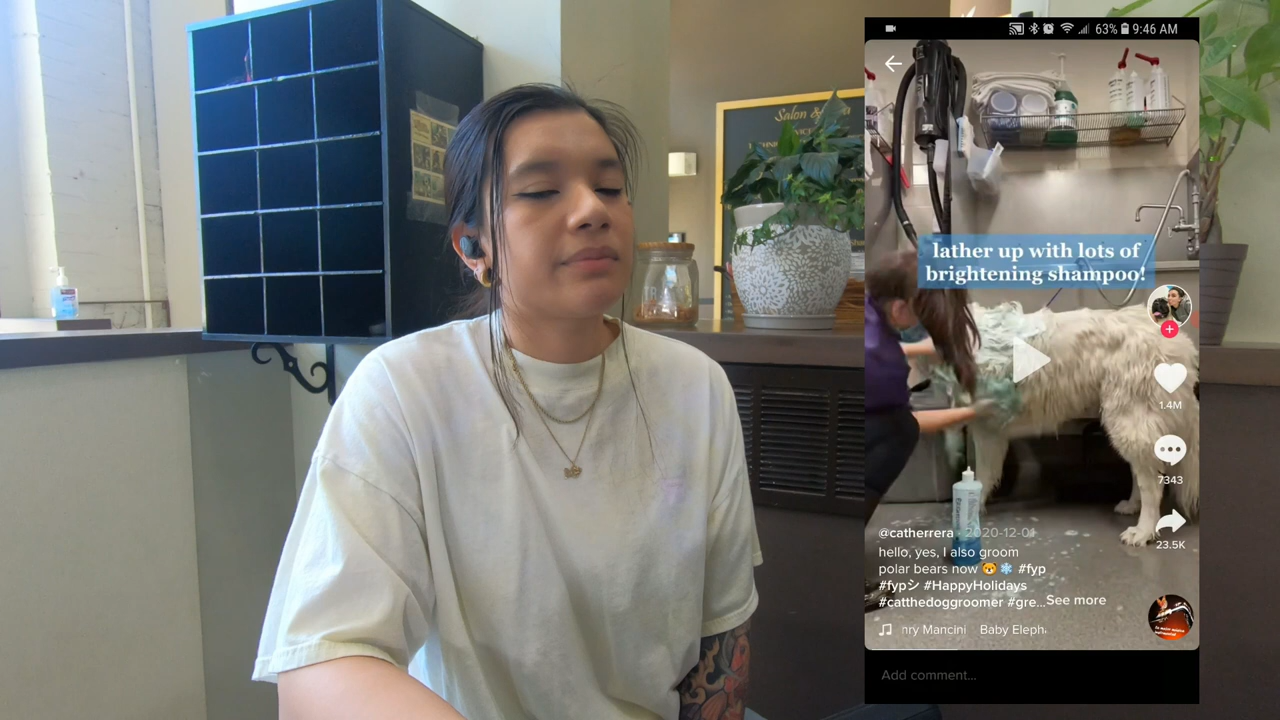 Salon &
63% 9:46 AM
lather up with lots of
brightening shampoo!
1.4M
7343
23.5K
@catherrera · 2020-12-01
hello, yes, I also groom
polar bears now 🐯❄️ #fyp
#fypシ #HappyHolidays
#catthedoggroomer #gre...See more
nry Mancini Baby Eleph
Add comment...